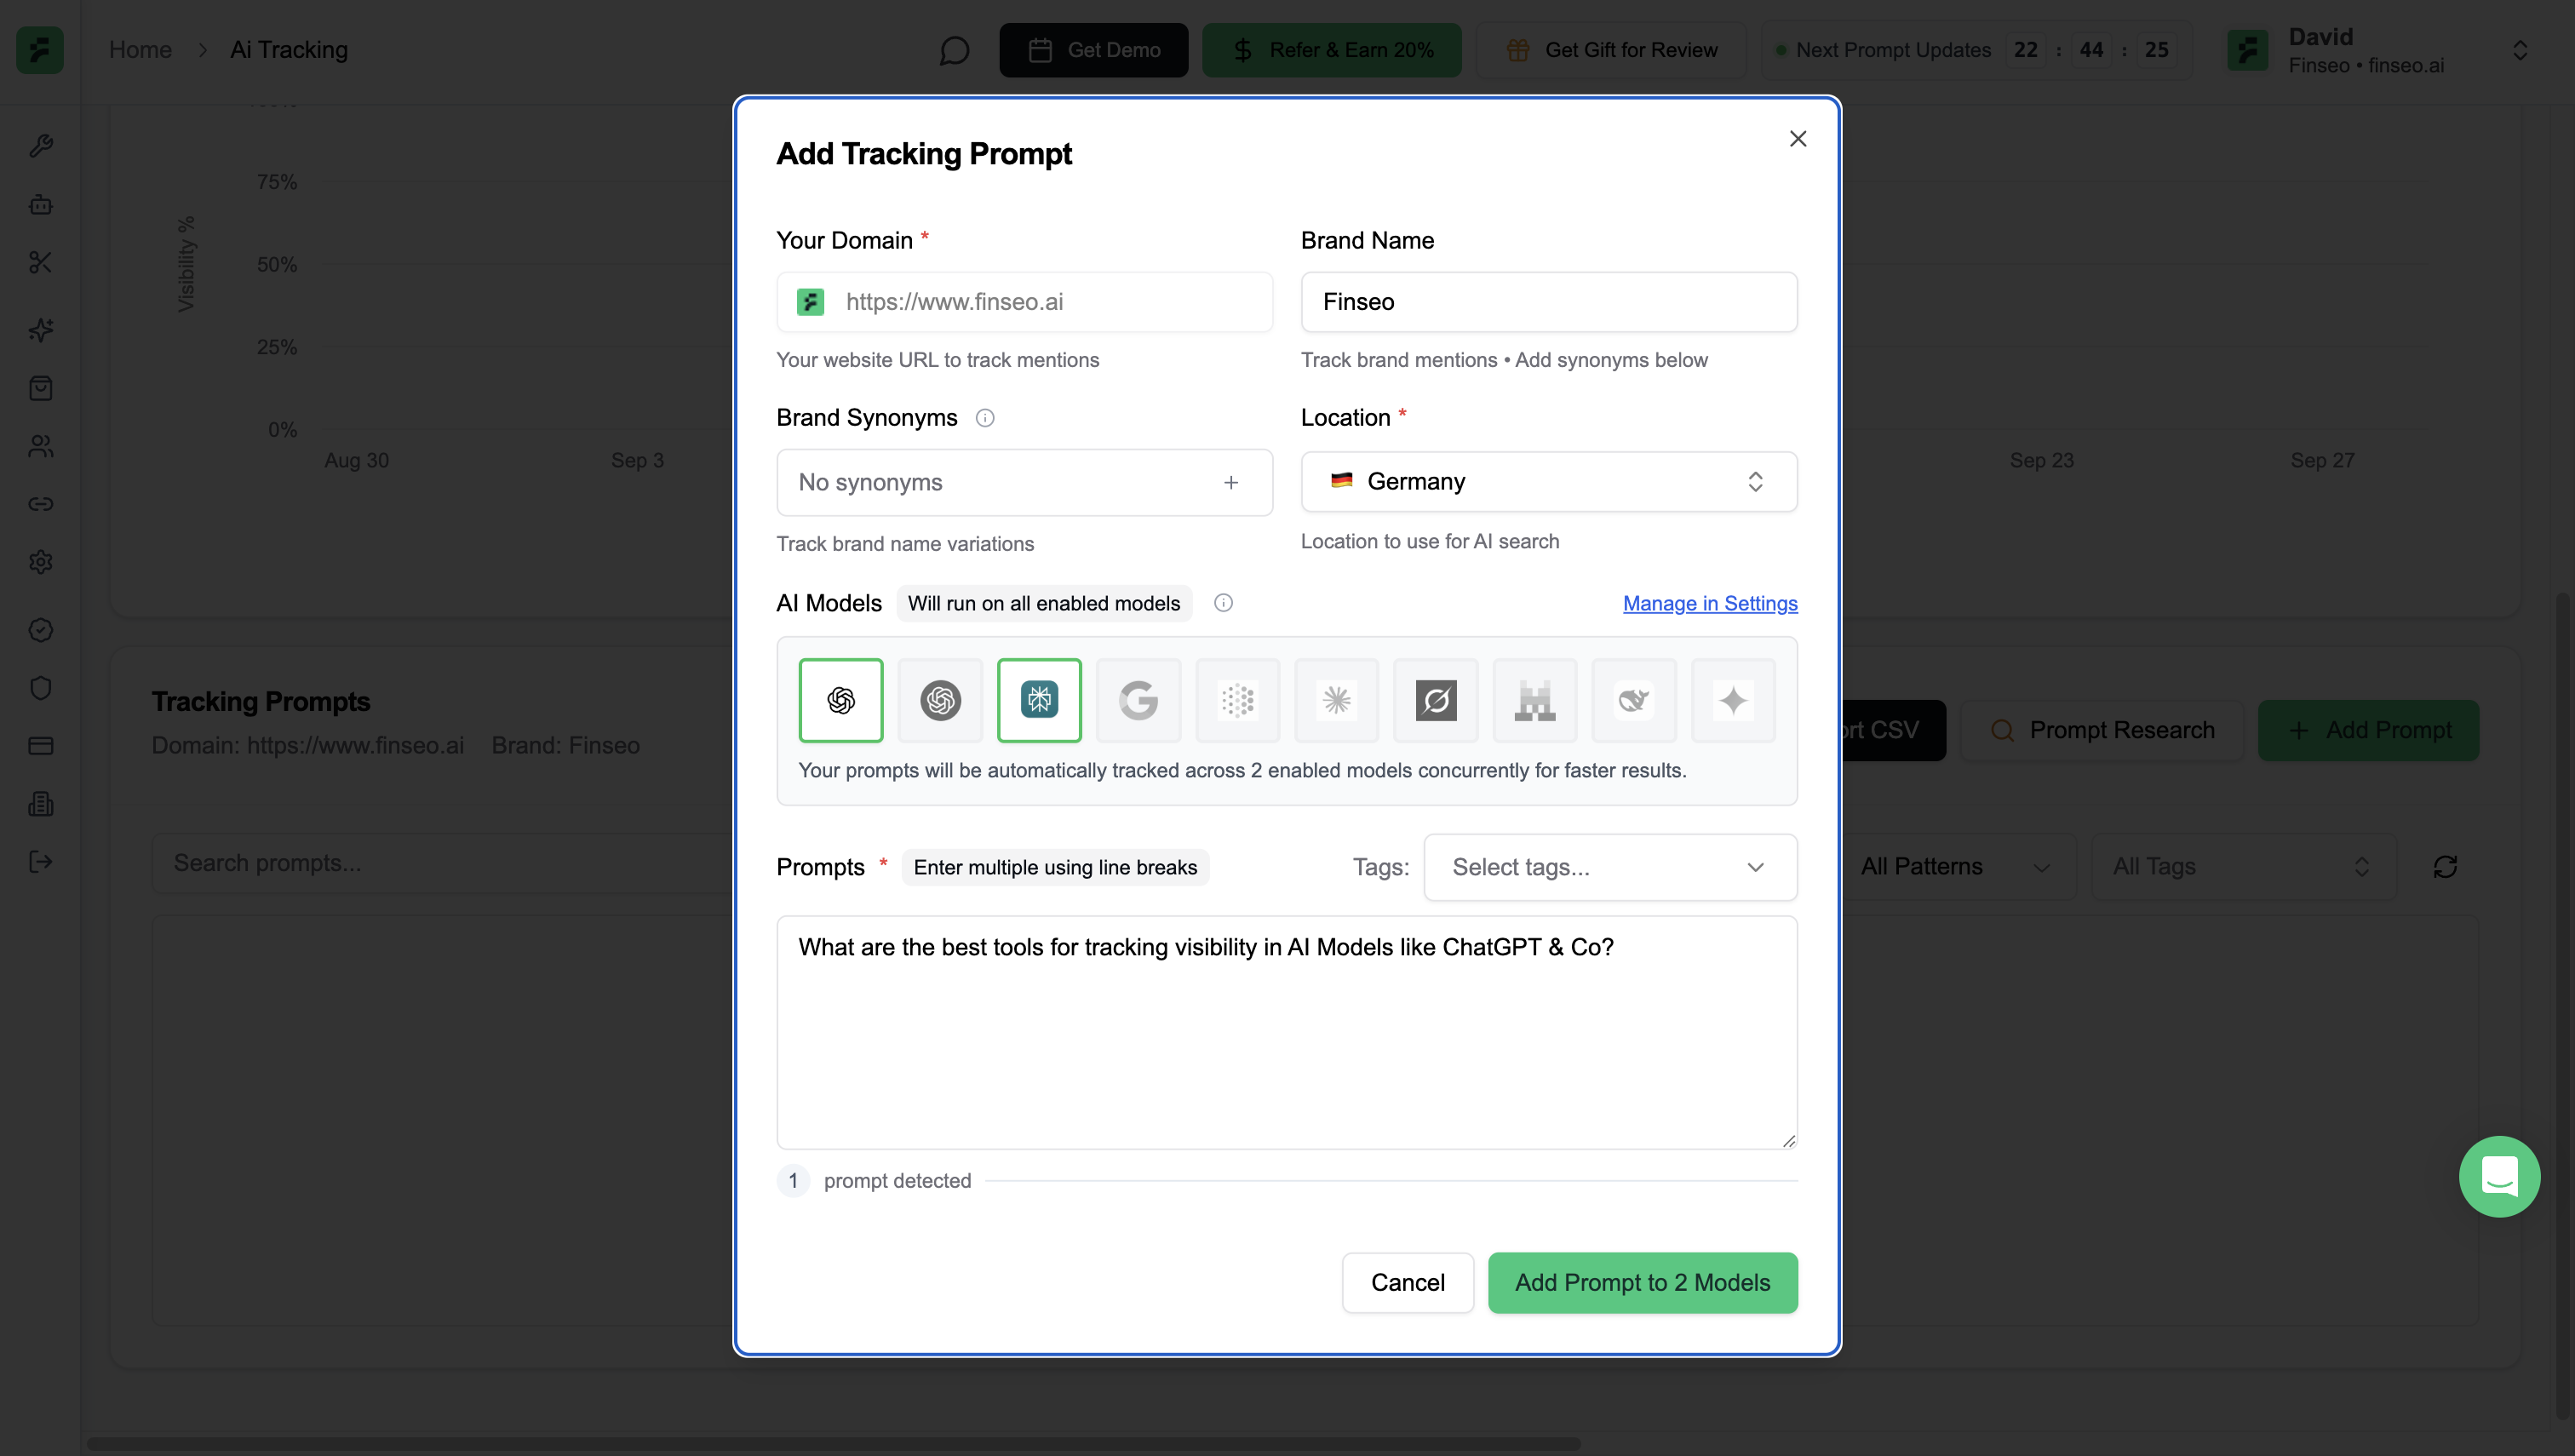 Home > Ai Tracking
Get Demo
Refer & Earn 20%
Get Gift for Review
Next Prompt Updates 22 : 44 : 25
David
Finseo • finseo.ai
Visibility %
75%
50%
25%
0%
Aug 30
Sep 3
Sep 23
Sep 27
Add Tracking Prompt
Your Domain *
https://www.finseo.ai
Your website URL to track mentions
Brand Name
Finseo
Track brand mentions • Add synonyms below
Brand Synonyms
No synonyms
Track brand name variations
Location *
Germany
Location to use for AI search
AI Models Will run on all enabled models
Manage in Settings
Your prompts will be automatically tracked across 2 enabled models concurrently for faster results.
Prompts * Enter multiple using line breaks
Tags: Select tags...
What are the best tools for tracking visibility in AI Models like ChatGPT & Co?
1 prompt detected
Cancel
Add Prompt to 2 Models
Tracking Prompts
Domain: https://www.finseo.ai Brand: Finseo
CSV
Prompt Research
+ Add Prompt
Search prompts...
All Patterns
All Tags